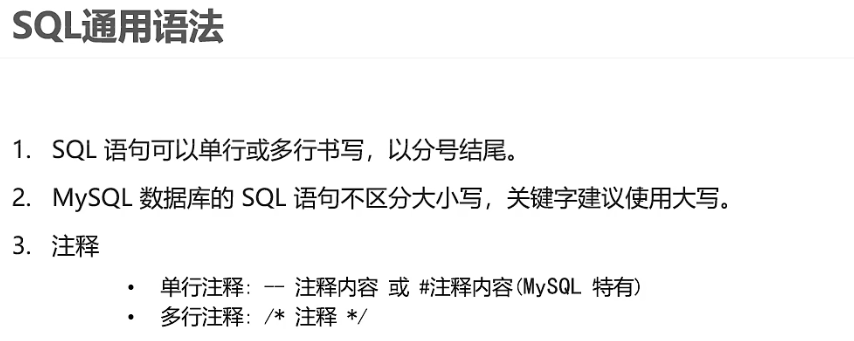 SQL通用语法
1. SQL 语句可以单行或多行书写，以分号结尾。
2. MySQL 数据库的 SQL 语句不区分大小写，关键字建议使用大写。
3. 注释
• 单行注释: -- 注释内容 或 #注释内容(MySQL 特有)
• 多行注释: /* 注释 */